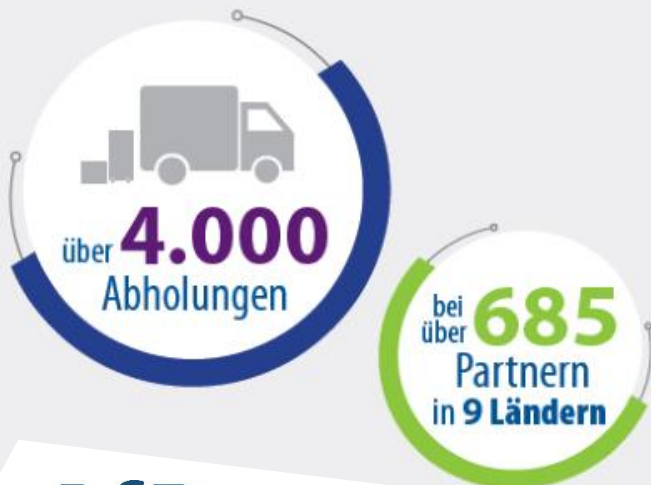 über 4.000
Abholungen
bei
über 685
Partnern
in 9 Ländern